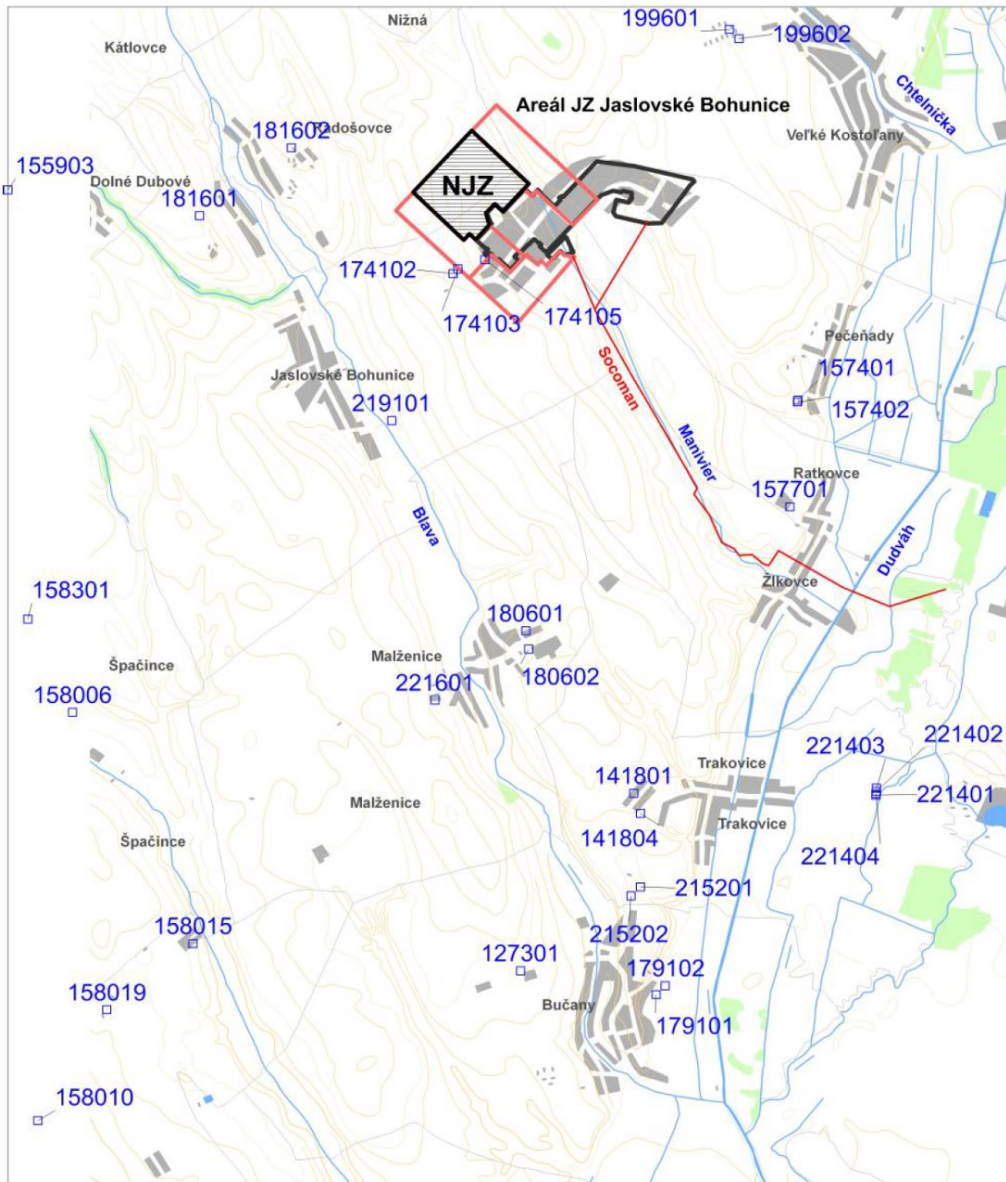 199601
199602
Nižná
Kátlovce
Chtelnička
Areál JZ Jaslovské Bohunice
Veľké Kostoľany
Radošovce
181602
155903
Dolné Dubové
NJZ
181601
174102
174103
174105
Pečeňady
157401
157402
Jaslovské Bohunice
219101
Socoman
Manivier
Ratkovce
157701
Blava
Dudváh
Žlkovce
158301
180601
Špačince
Malženice
180602
221601
158006
221402
221403
Trakovice
141801
221401
Malženice
Trakovice
141804
Špačince
221404
215201
158015
215202
127301
179102
158019
Bučany
179101
158010